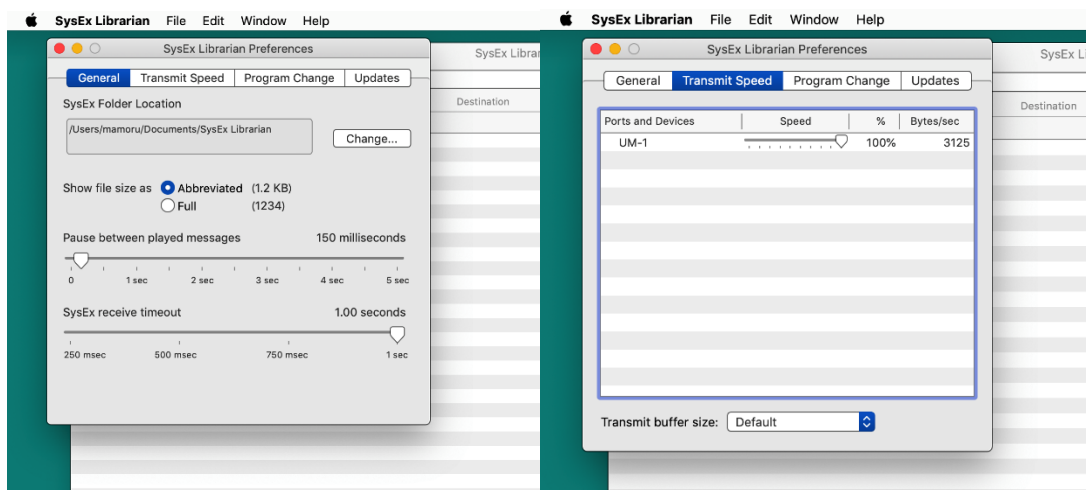 SysEx Librarian File Edit Window Help
SysEx Librarian Preferences
SysEx Librar
General Transmit Speed Program Change Updates
SysEx Folder Location
Destination
/Users/mamoru/Documents/SysEx Librarian
Change...
Show file size as Abbreviated (1.2 KB)
Full (1234)
Pause between played messages 150 milliseconds
0 1 sec 2 sec 3 sec 4 sec 5 sec
SysEx receive timeout 1.00 seconds
250 msec 500 msec 750 msec 1 sec
SysEx Librarian File Edit Window Help
SysEx Librarian Preferences
SysEx L
General Transmit Speed Program Change Updates
Destination
Ports and Devices Speed % Bytes/sec
UM-1 100% 3125
Transmit buffer size: Default